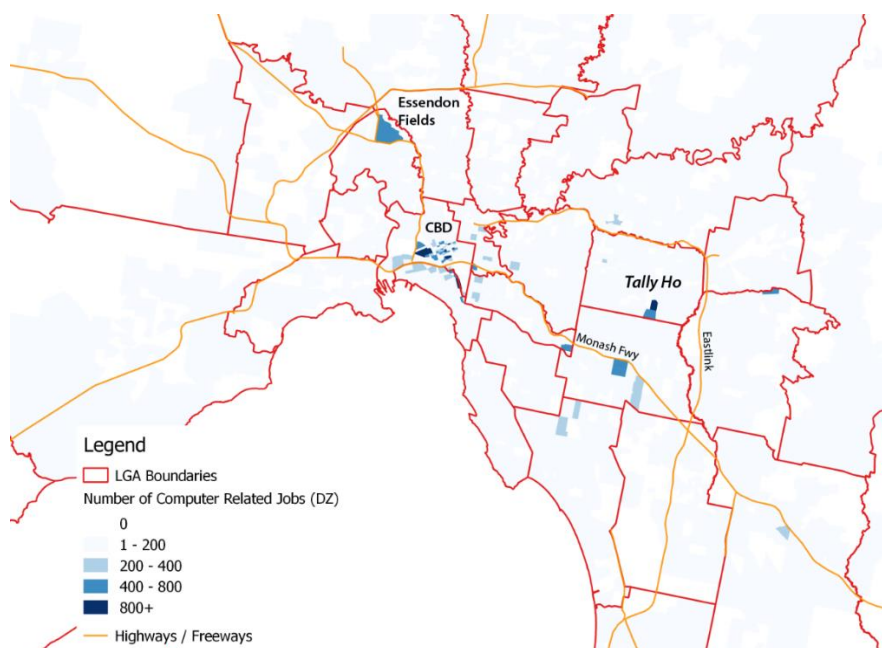 Essendon
Fields
CBD
Tally Ho
Monash Fwy
Eastlink
Legend
LGA Boundaries
Number of Computer Related Jobs (DZ)
0
1 - 200
200 - 400
400 - 800
800+
Highways / Freeways